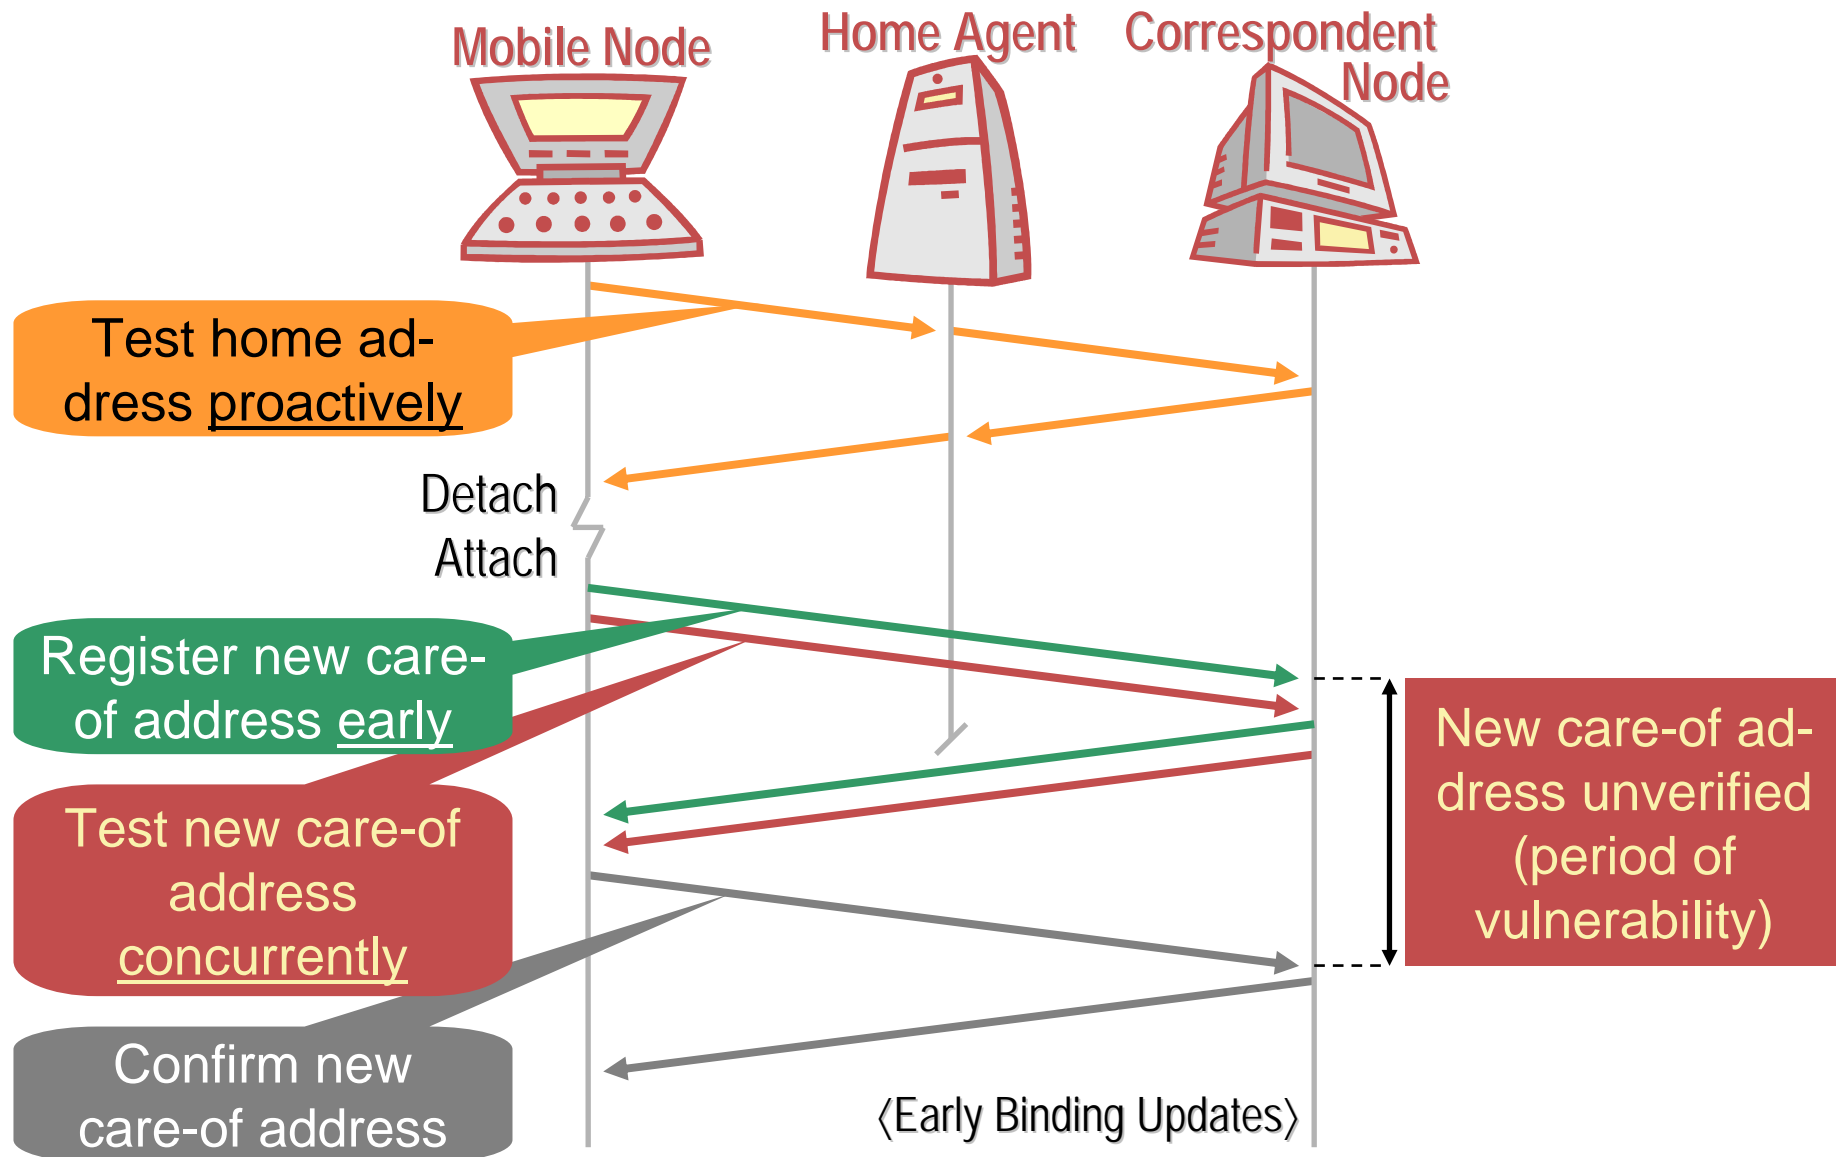 Mobile Node
Home Agent
Correspondent
Node
Test home ad-
dress proactively
Detach
Attach
Register new care-
of address early
Test new care-of
address
concurrently
Confirm new
care-of address
New care-of ad-
dress unverified
(period of
vulnerability)
〈Early Binding Updates〉